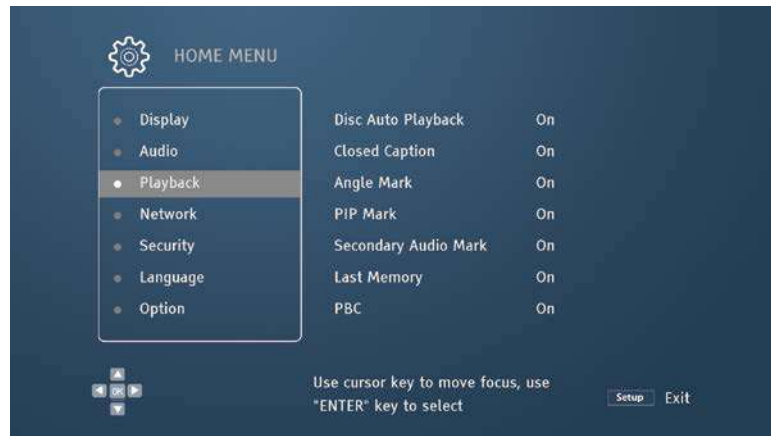 HOME MENU
Display
Audio
Playback
Network
Security
Language
Option
Disc Auto Playback On
Closed Caption On
Angle Mark On
PIP Mark On
Secondary Audio Mark On
Last Memory On
PBC On
OK
Use cursor key to move focus, use
"ENTER" key to select
Setup Exit